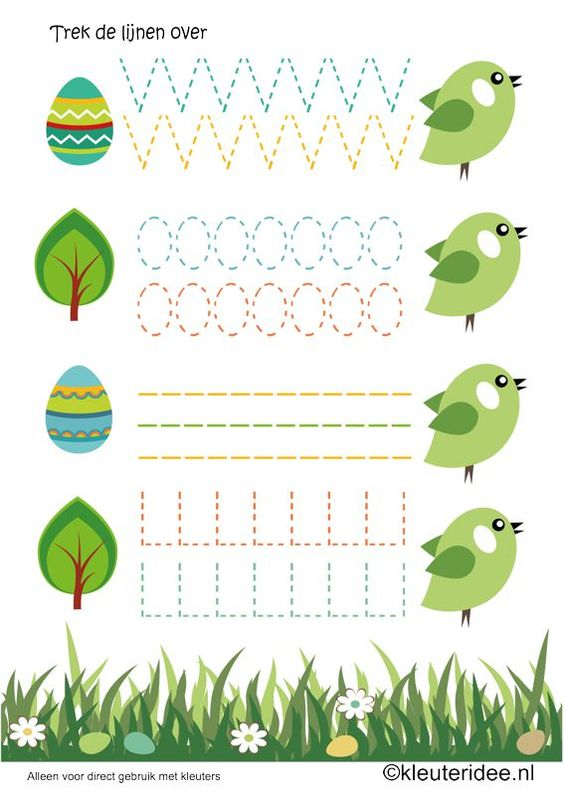 Trek de lijnen over
Alleen voor direct gebruik met kleuters
©kleuteridee.nl